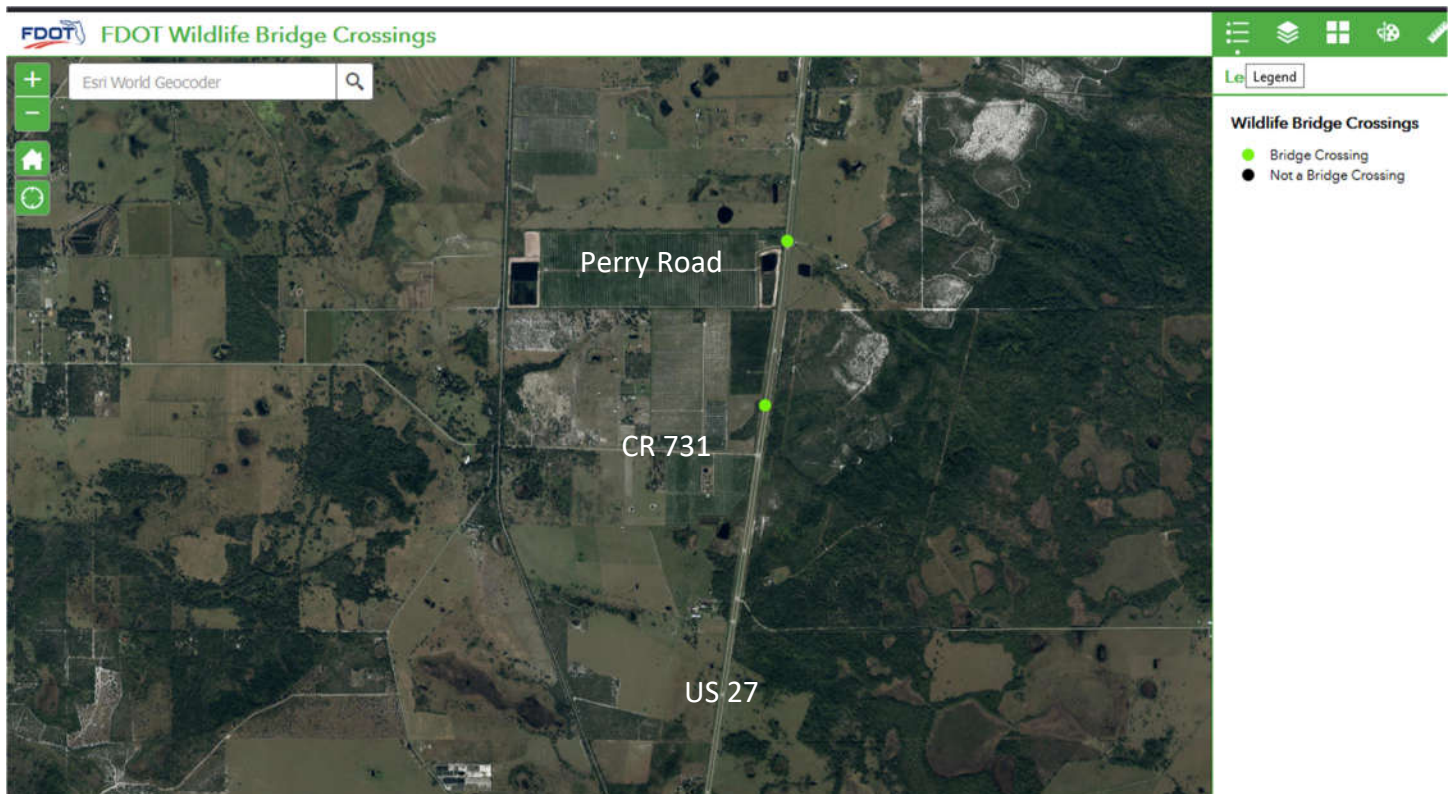 FDOT FDOT Wildlife Bridge Crossings
+ Esri World Geocoder
−
Le Legend
Wildlife Bridge Crossings
Bridge Crossing
Not a Bridge Crossing
Perry Road
CR 731
US 27